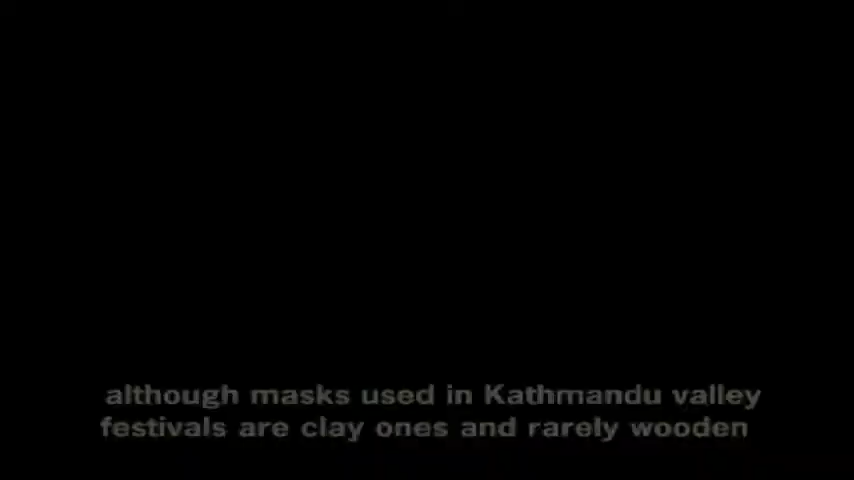 although masks used in Kathmandu valley
festivals are clay ones and rarely wooden